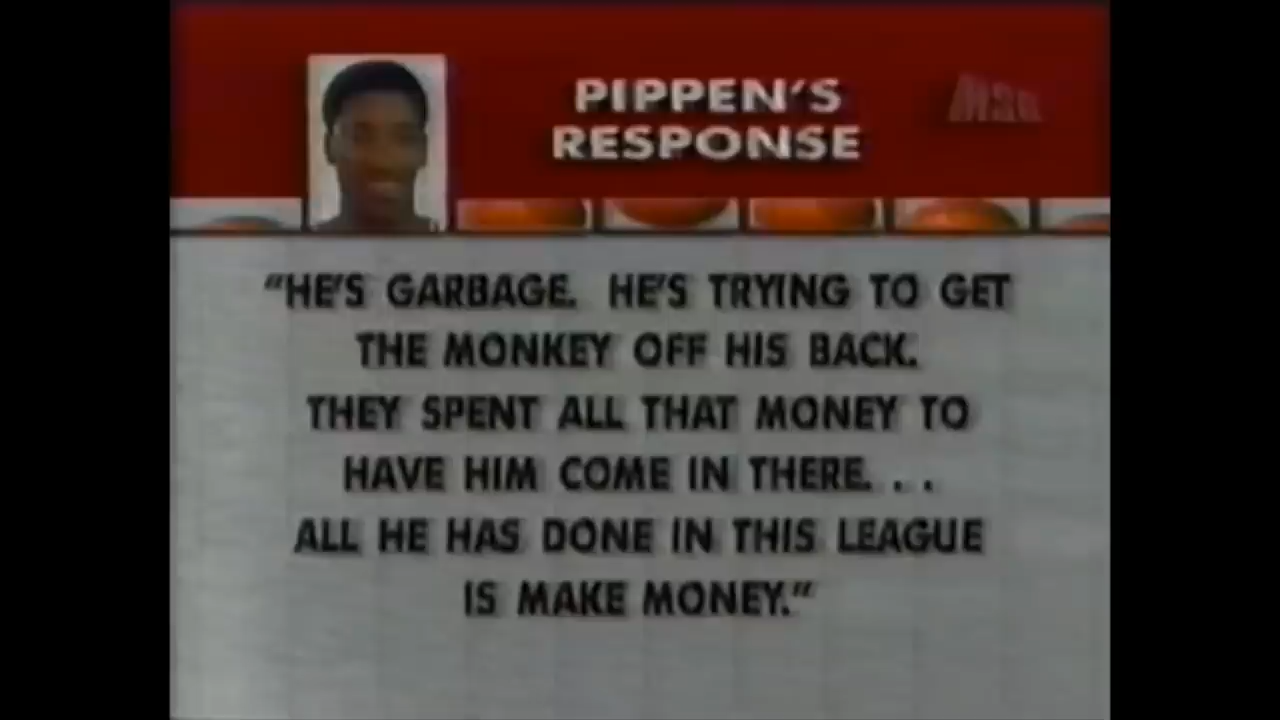 PIPPEN'S
RESPONSE
"HE'S GARBAGE. HE'S TRYING TO GET
THE MONKEY OFF HIS BACK.
THEY SPENT ALL THAT MONEY TO
HAVE HIM COME IN THERE. . .
ALL HE HAS DONE IN THIS LEAGUE
IS MAKE MONEY."